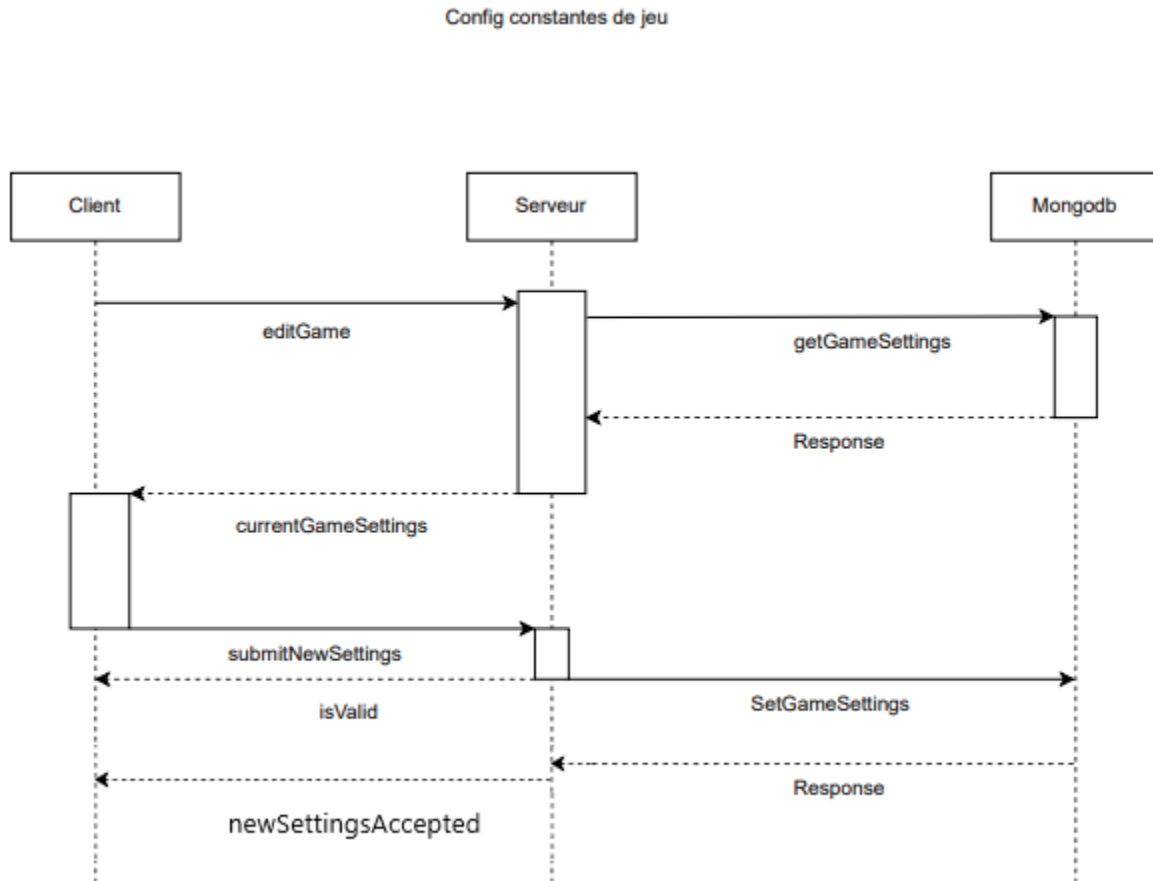 Config constantes de jeu
Client
Serveur
Mongodb
editGame
getGameSettings
Response
currentGameSettings
submitNewSettings
isValid
SetGameSettings
Response
newSettingsAccepted